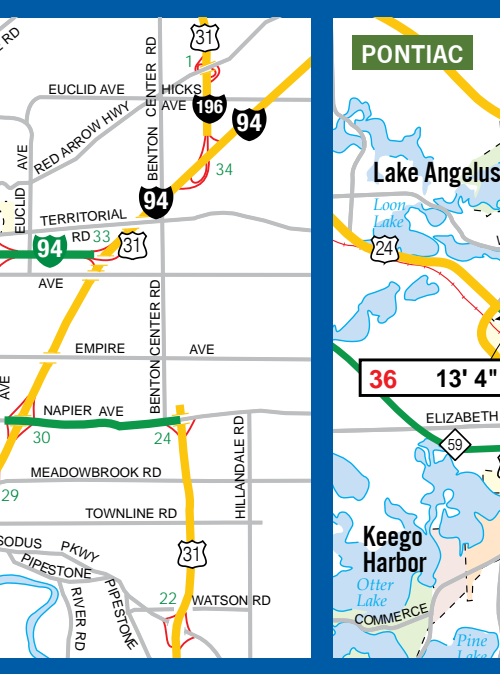 RD
31
1
BENTON CENTER RD
EUCLID AVE
HICKS
AVE
196
94
RED ARROW HWY
EUCLID AVE
34
94
TERRITORIAL
RD
33
94
31
AVE
BENTON CENTER RD
EMPIRE AVE
AVE
NAPIER AVE
30
24
HILLANDALE RD
MEADOWBROOK RD
29
TOWNLINE RD
SODUS PKWY
31
PIPESTONE
RIVER RD
PIPESTONE
22
WATSON RD
PONTIAC
Lake Angelus
Loon
Lake
24
36 13' 4"
ELIZABETH
59
Keego
Harbor
Otter
Lake
COMMERCE
Pine
Lake